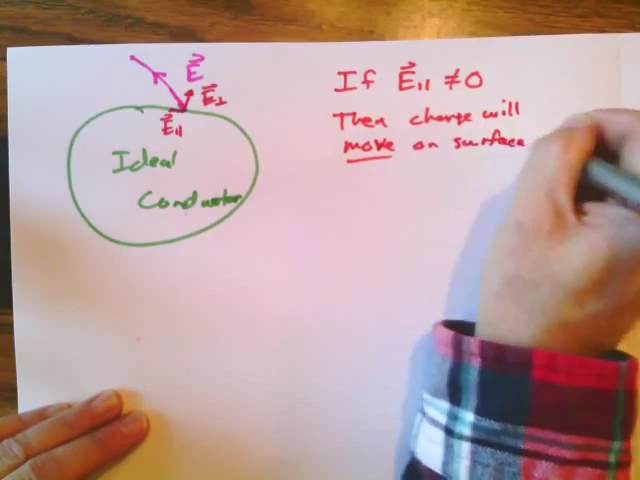 E⃗
E⃗⊥
E⃗||
Ideal
Conductor
If E⃗|| ≠0
Then charge will
move on surface